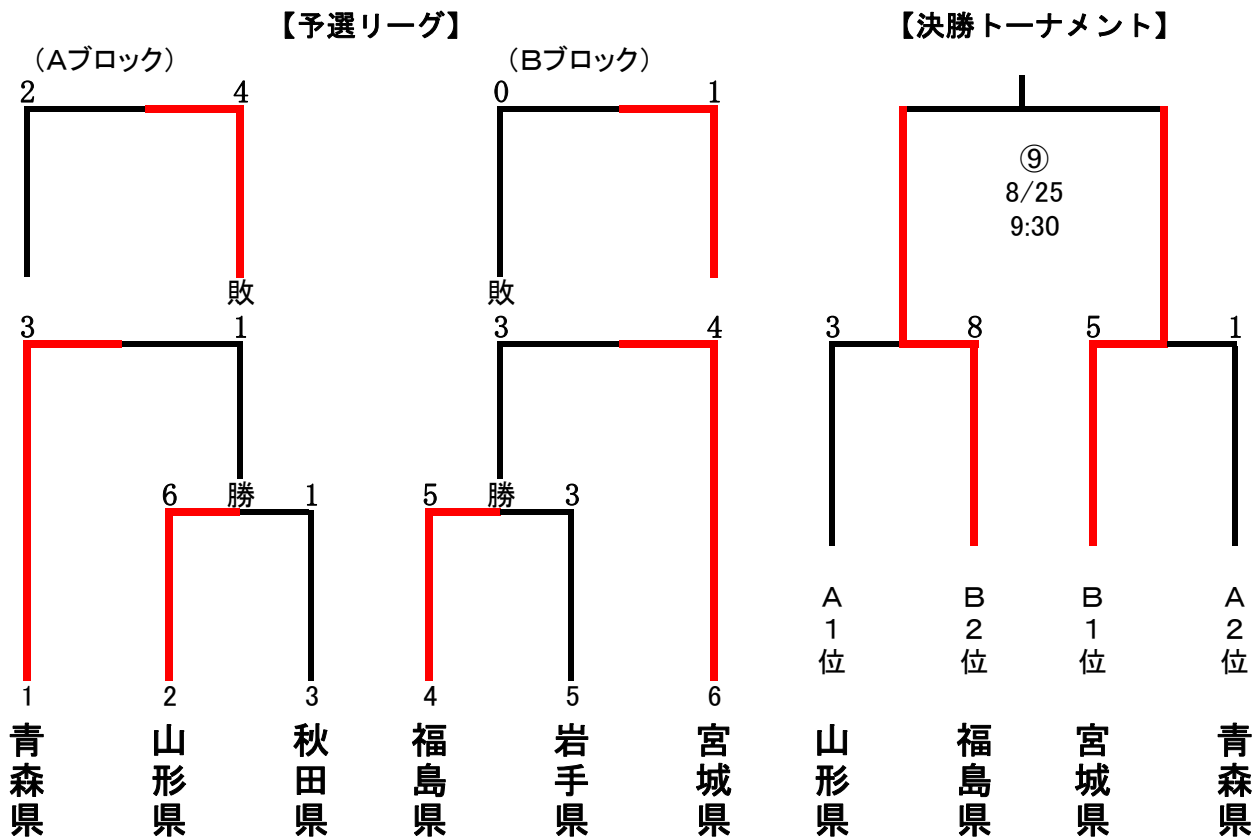 【予選リーグ】
【決勝トーナメント】
（Aブロック）
（Bブロック）
2 4
0 1
⑨
8/25
9:30
敗
敗
3 1
3 4
3 8
5 1
6 勝 1
5 勝 3
A1位
B2位
B1位
A2位
1
2
3
4
5
6
青森県
山形県
秋田県
福島県
岩手県
宮城県
山形県
福島県
宮城県
青森県